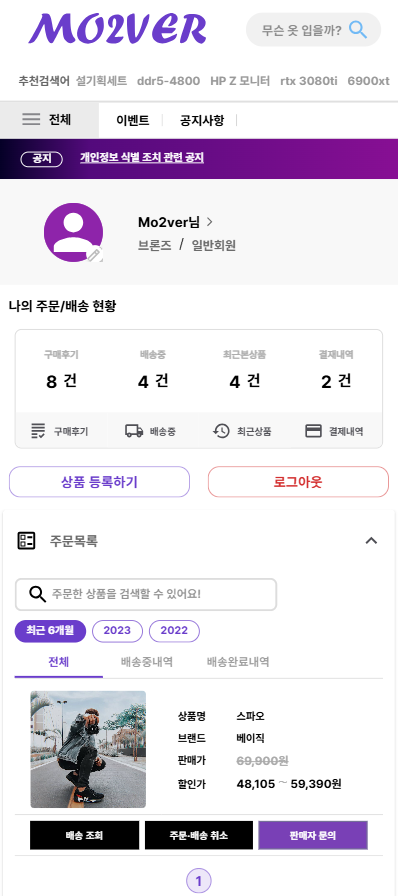 MO2VER
무슨 옷 입을까?
추천검색어 설기획세트 ddr5-4800 HP Z 모니터 rtx 3080ti 6900xt
전체 이벤트 공지사항
공지 개인정보 식별 조치 관련 공지
Mo2ver님 >
브론즈 / 일반회원
나의 주문/배송 현황
구매후기 배송중 최근본상품 결제내역
8 건 4 건 4 건 2 건
구매후기 배송중 최근상품 결제내역
상품 등록하기 로그아웃
주문목록
주문한 상품을 검색할 수 있어요!
최근 6개월 2023 2022
전체 배송중내역 배송완료내역
상품명 스파오
브랜드 베이직
판매가 69,900원
할인가 48,105 ~ 59,390원
배송 조회 주문·배송 취소 판매자 문의
1